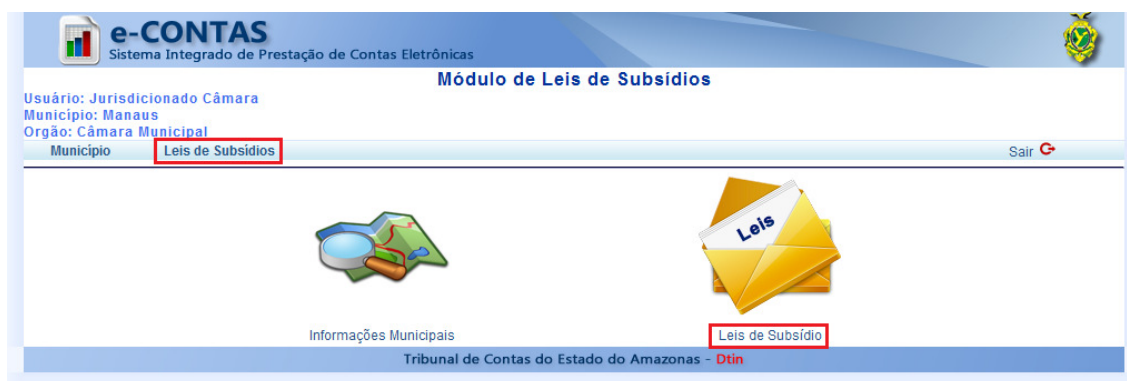 e-CONTAS
Sistema Integrado de Prestação de Contas Eletrônicas
Módulo de Leis de Subsídios
Usuário: Jurisdicionado Câmara
Município: Manaus
Orgão: Câmara Municipal
Município Leis de Subsídios Sair
Leis
Informações Municipais Leis de Subsídio
Tribunal de Contas do Estado do Amazonas - Dtin